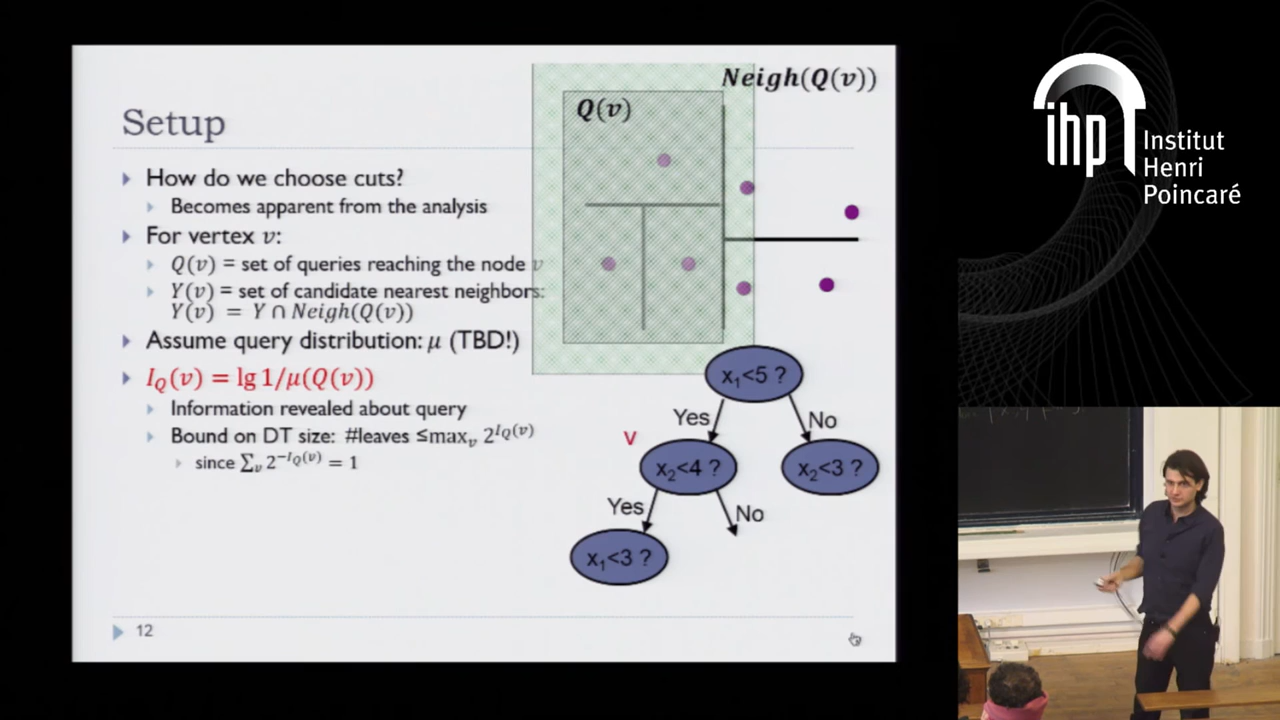 Setup
How do we choose cuts?
Becomes apparent from the analysis
For vertex v:
Q(v) = set of queries reaching the node v
Y(v) = set of candidate nearest neighbors:
Y(v) = Y ∩ Neigh(Q(v))
Assume query distribution: μ (TBD!)
I_Q(v) = lg 1/μ(Q(v))
Information revealed about query
Bound on DT size: #leaves ≤ max_v 2^{I_Q(v)}
since ∑_v 2^{-I_Q(v)} = 1
12
Neigh(Q(v))
Q(v)
x₁<5 ?
Yes
No
v
x₂<4 ?
x₂<3 ?
Yes
No
x₁<3 ?
ihp
Institut
Henri
Poincaré